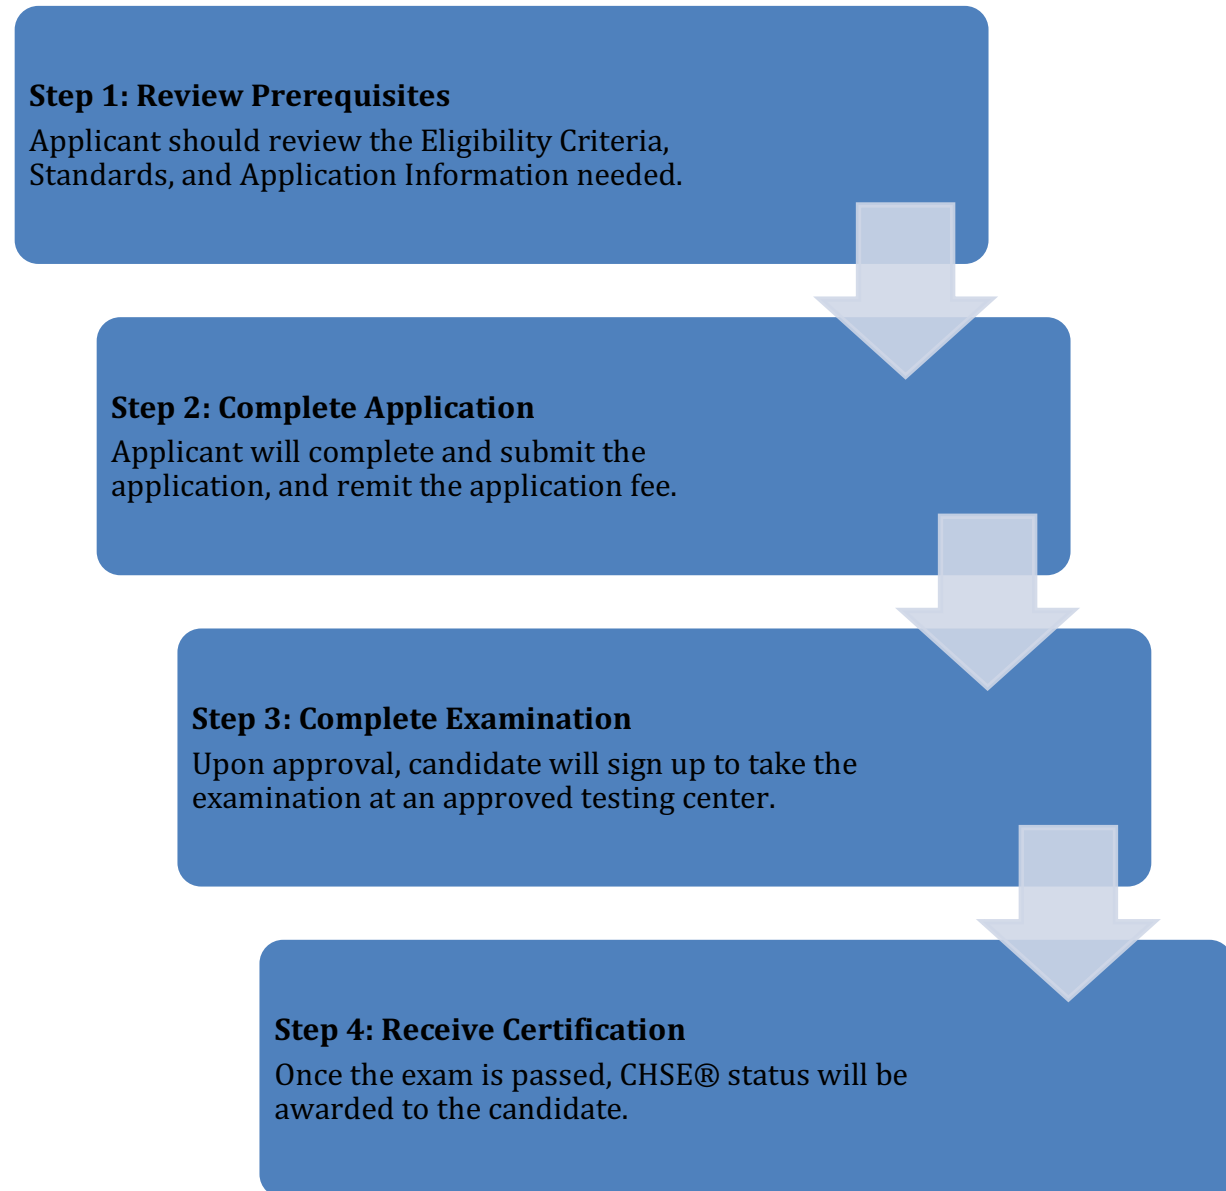 Step 1: Review Prerequisites
Applicant should review the Eligibility Criteria,
Standards, and Application Information needed.
Step 2: Complete Application
Applicant will complete and submit the
application, and remit the application fee.
Step 3: Complete Examination
Upon approval, candidate will sign up to take the
examination at an approved testing center.
Step 4: Receive Certification
Once the exam is passed, CHSE® status will be
awarded to the candidate.